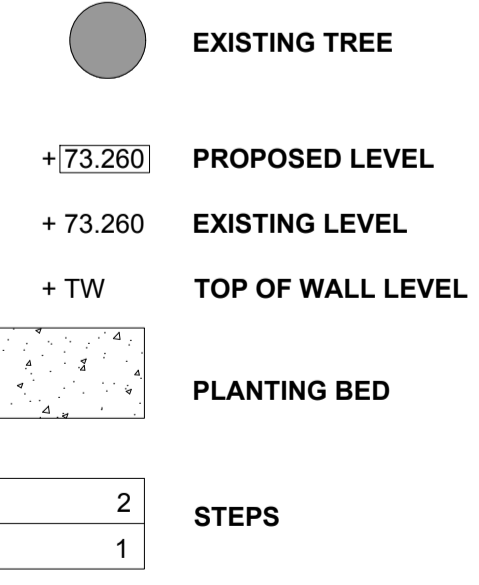 EXISTING TREE
+ 73.260 PROPOSED LEVEL
+ 73.260 EXISTING LEVEL
+ TW TOP OF WALL LEVEL
PLANTING BED
2
STEPS
1